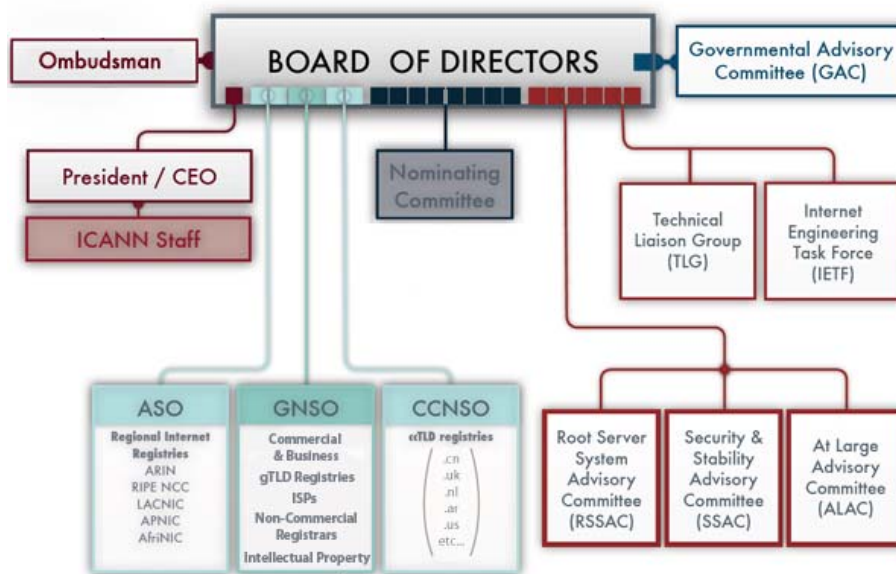 BOARD OF DIRECTORS
Ombudsman
Governmental Advisory
Committee (GAC)
President / CEO
ICANN Staff
Nominating
Committee
Technical
Liaison Group
(TLG)
Internet
Engineering
Task Force
(IETF)
ASO
Regional Internet
Registries
ARIN
RIPE NCC
LACNIC
APNIC
AfriNIC
GNSO
Commercial
& Business
gTLD Registries
ISPs
Non-Commercial
Registrars
Intellectual Property
CCNSO
ccTLD registries
.cn
.uk
.nl
.ar
.us
etc...
Root Server
System
Advisory
Committee
(RSSAC)
Security &
Stability
Advisory
Committee
(SSAC)
At Large
Advisory
Committee
(ALAC)